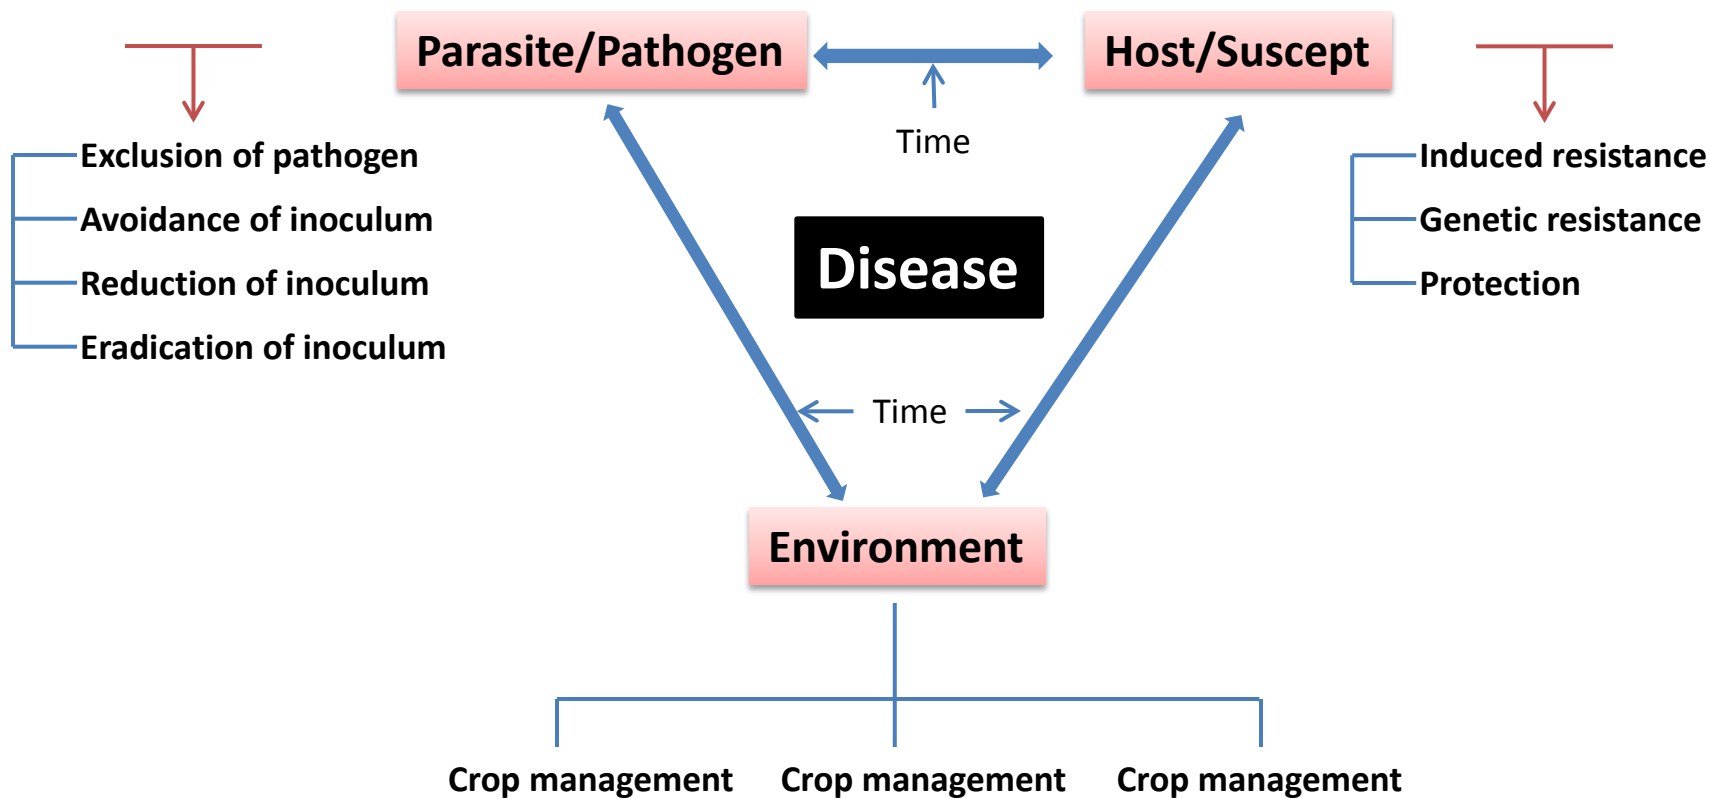 Parasite/Pathogen
Host/Suscept
Time
Exclusion of pathogen
Avoidance of inoculum
Reduction of inoculum
Eradication of inoculum
Induced resistance
Genetic resistance
Protection
Disease
Time
Environment
Crop management
Crop management
Crop management